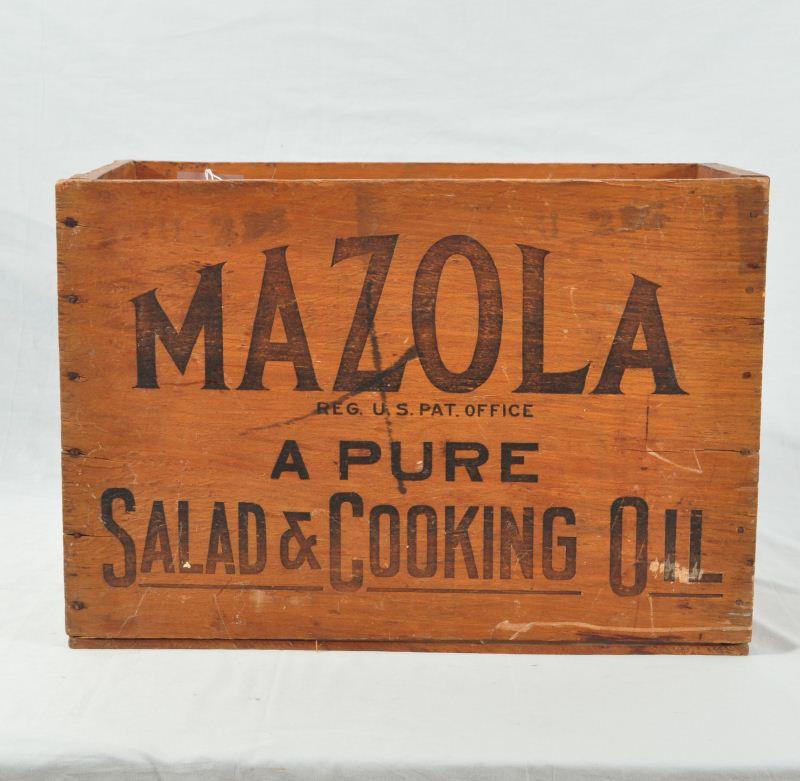 MAZOLA
REG. U.S. PAT. OFFICE
A PURE
SALAD & COOKING OIL